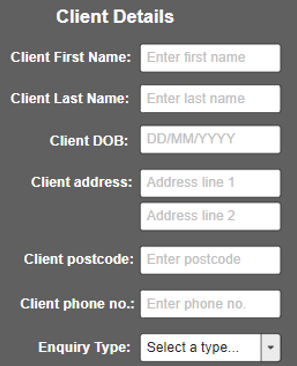 Client Details
Client First Name: Enter first name
Client Last Name: Enter last name
Client DOB: DD/MM/YYYY
Client address: Address line 1
Address line 2
Client postcode: Enter postcode
Client phone no.: Enter phone no.
Enquiry Type: Select a type...